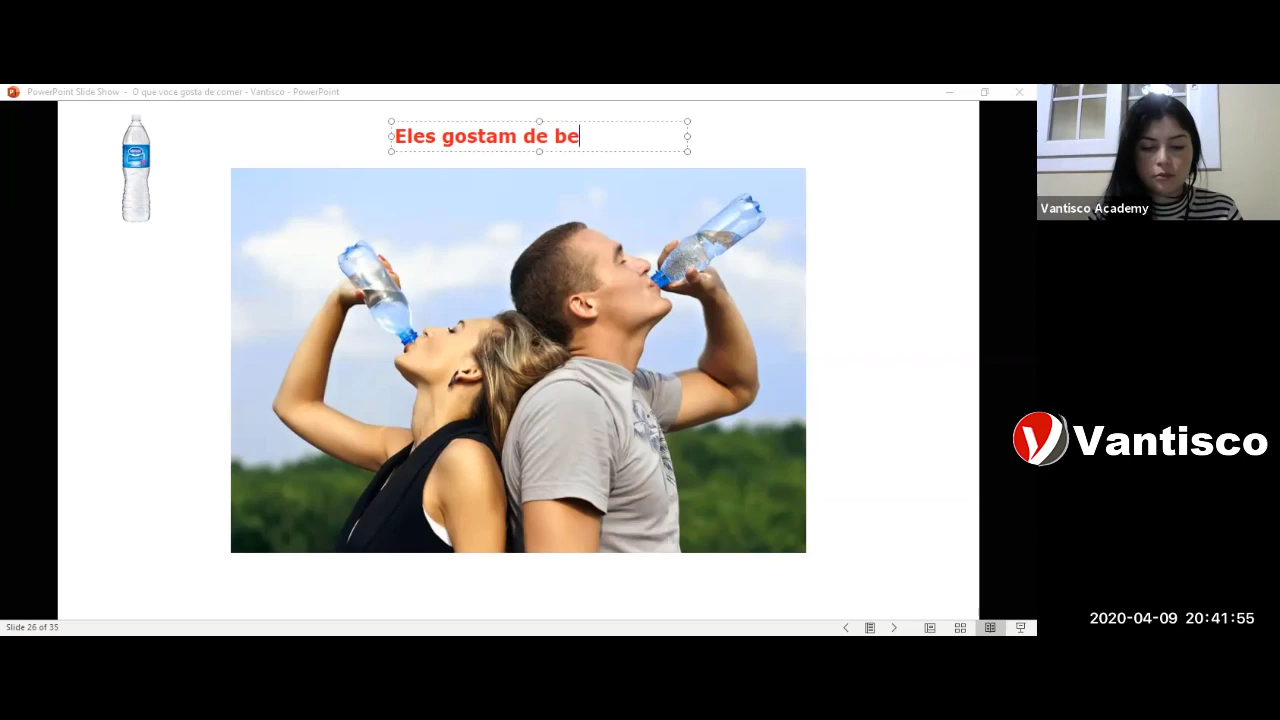 PowerPoint Slide Show - O que voce gosta de comer - Vantisco - PowerPoint
Eles gostam de be
Vantisco Academy
Vantisco
2020-04-09 20:41:55
Slide 26 of 35